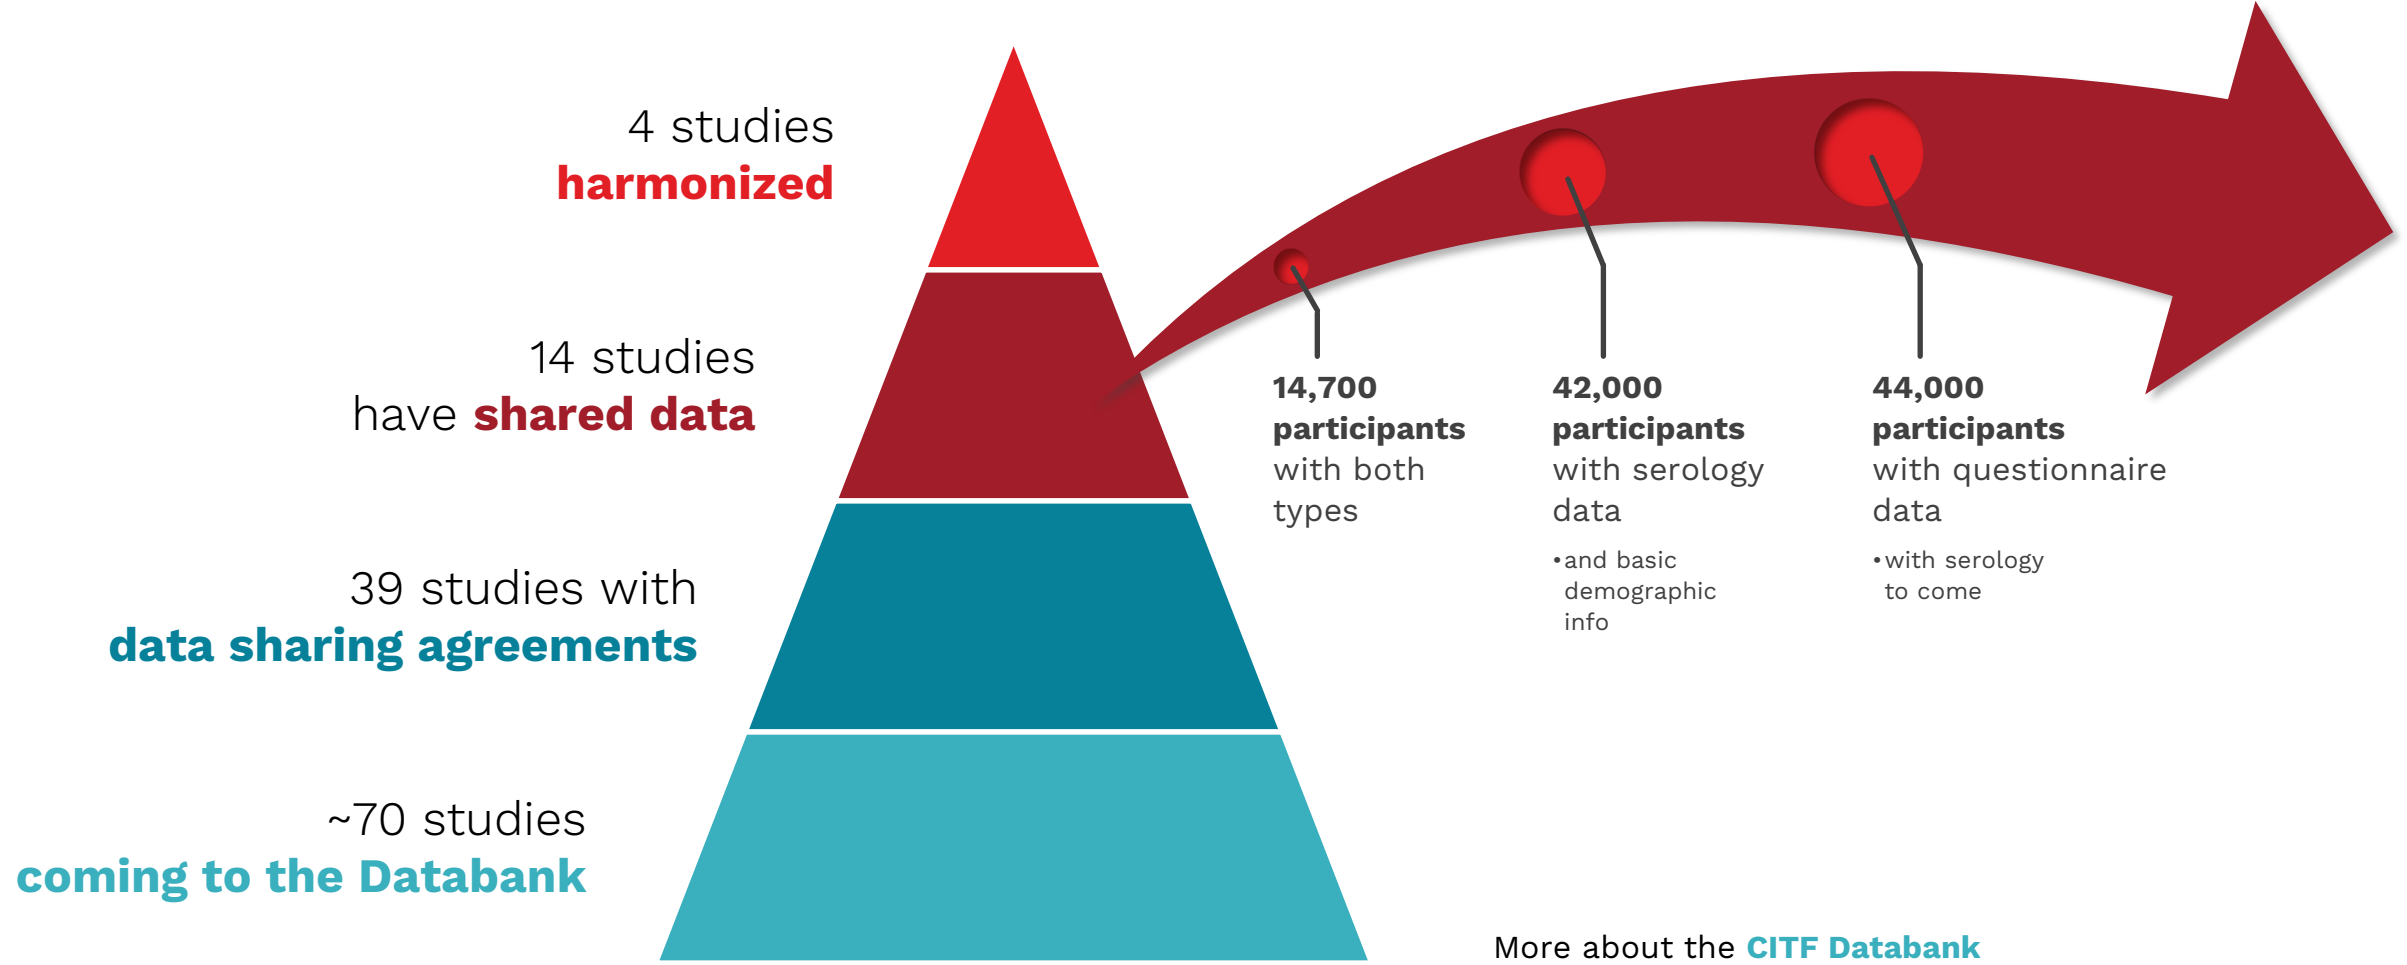 4 studies
harmonized
14 studies
have shared data
39 studies with
data sharing agreements
~70 studies
coming to the Databank
14,700
participants
with both
types
42,000
participants
with serology
data
•and basic
demographic
info
44,000
participants
with questionnaire
data
•with serology
to come
More about the CITF Databank